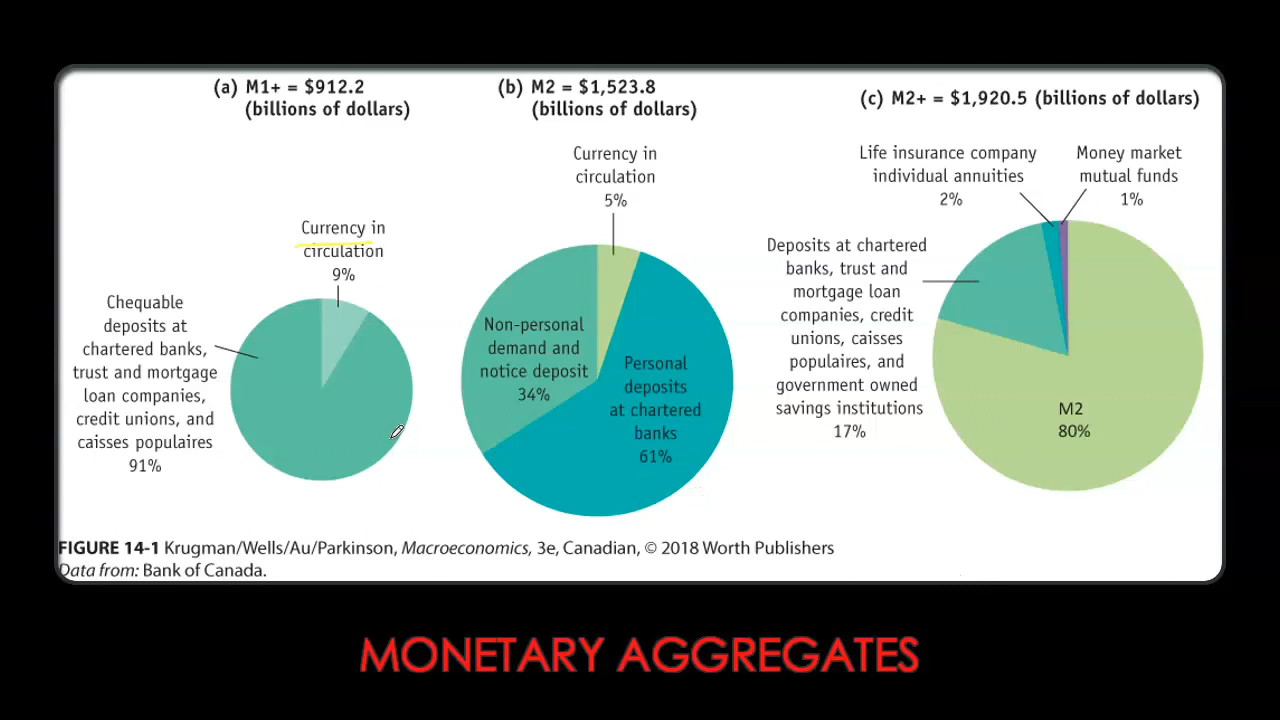 (a) M1+ = $912.2
(billions of dollars)
Currency in
circulation
9%
Chequable
deposits at
chartered banks,
trust and mortgage
loan companies,
credit unions, and
caisses populaires
91%
(b) M2 = $1,523.8
(billions of dollars)
Currency in
circulation
5%
Non-personal
demand and
notice deposit
34%
Personal
deposits
at chartered
banks
61%
(c) M2+ = $1,920.5 (billions of dollars)
Life insurance company
individual annuities
2%
Money market
mutual funds
1%
Deposits at chartered
banks, trust and
mortgage loan
companies, credit
unions, caisses
populaires, and
government owned
savings institutions
17%
M2
80%
FIGURE 14-1 Krugman/Wells/Au/Parkinson, Macroeconomics, 3e, Canadian, © 2018 Worth Publishers
Data from: Bank of Canada.
MONETARY AGGREGATES